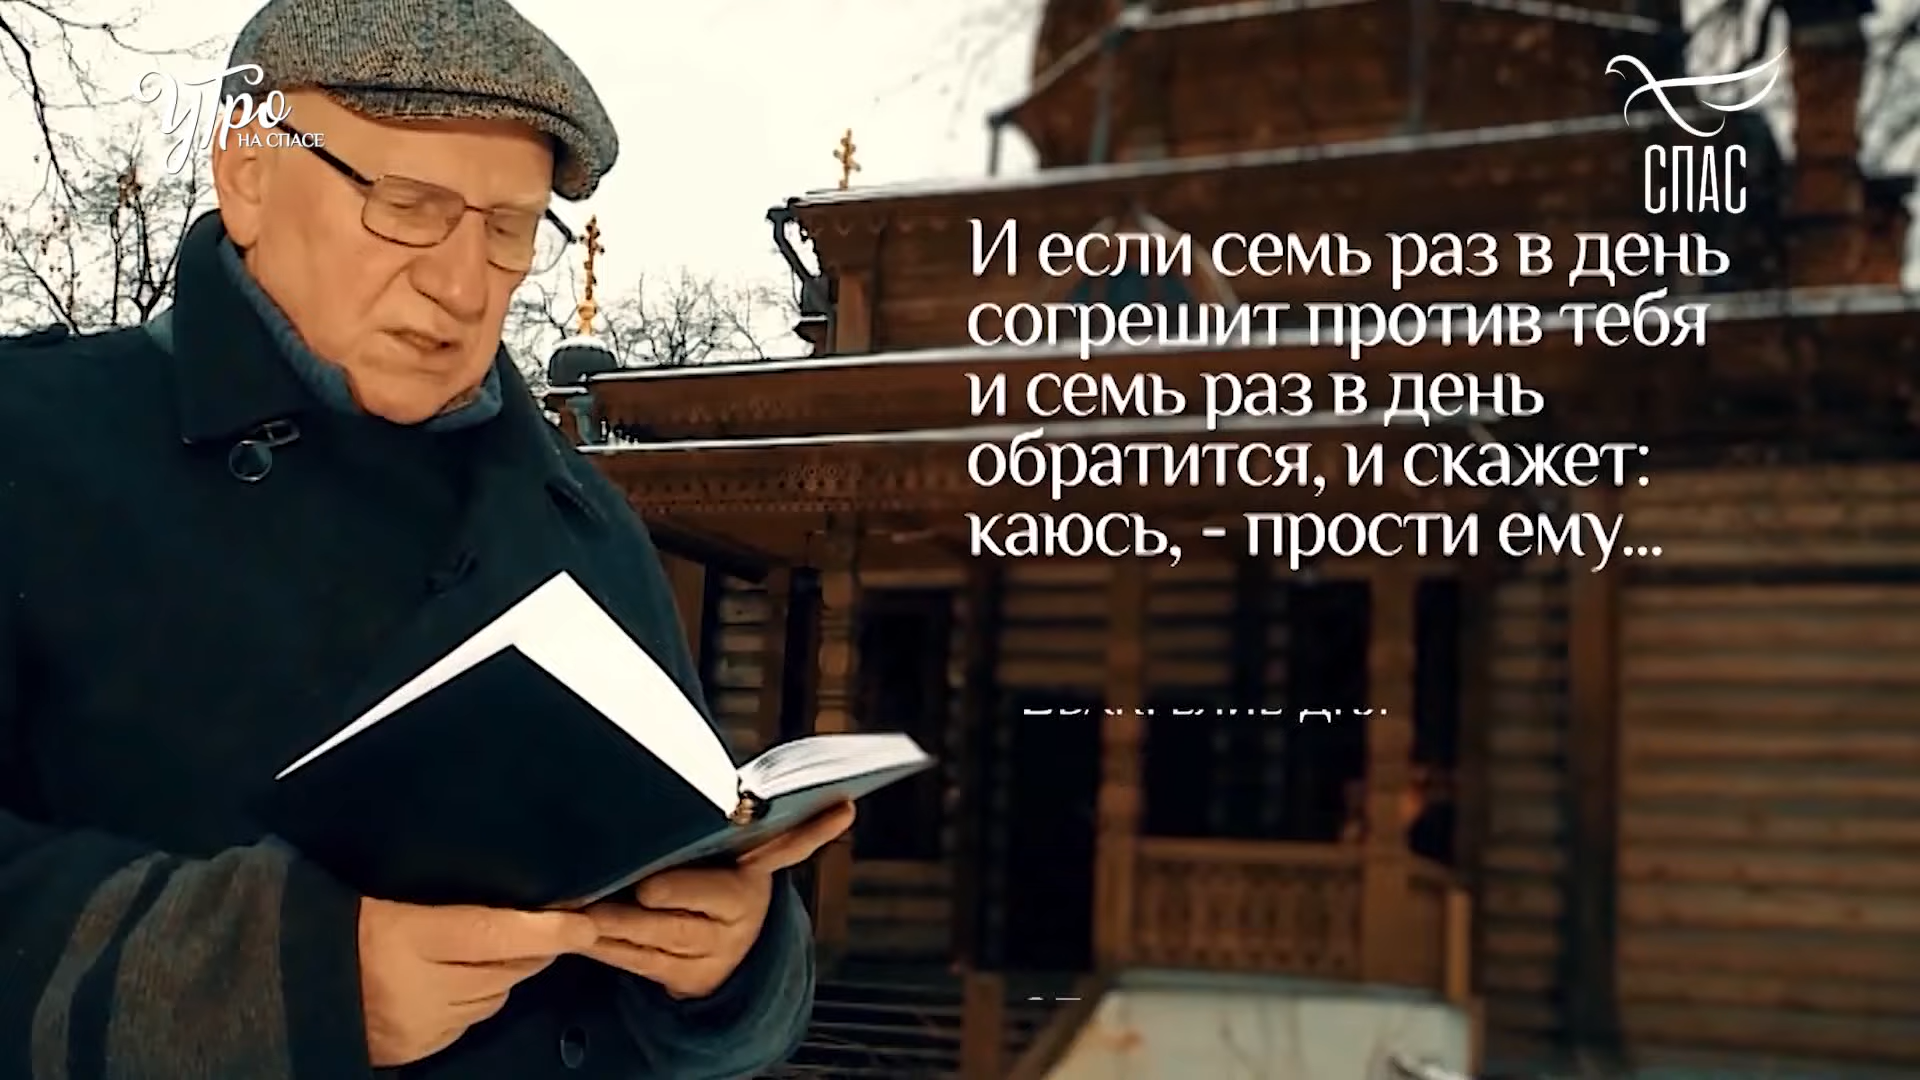 Утро
НА СПАСЕ
СПАС
И если семь раз в день
согрешит против тебя
и семь раз в день
обратится, и скажет:
каюсь, - прости ему...